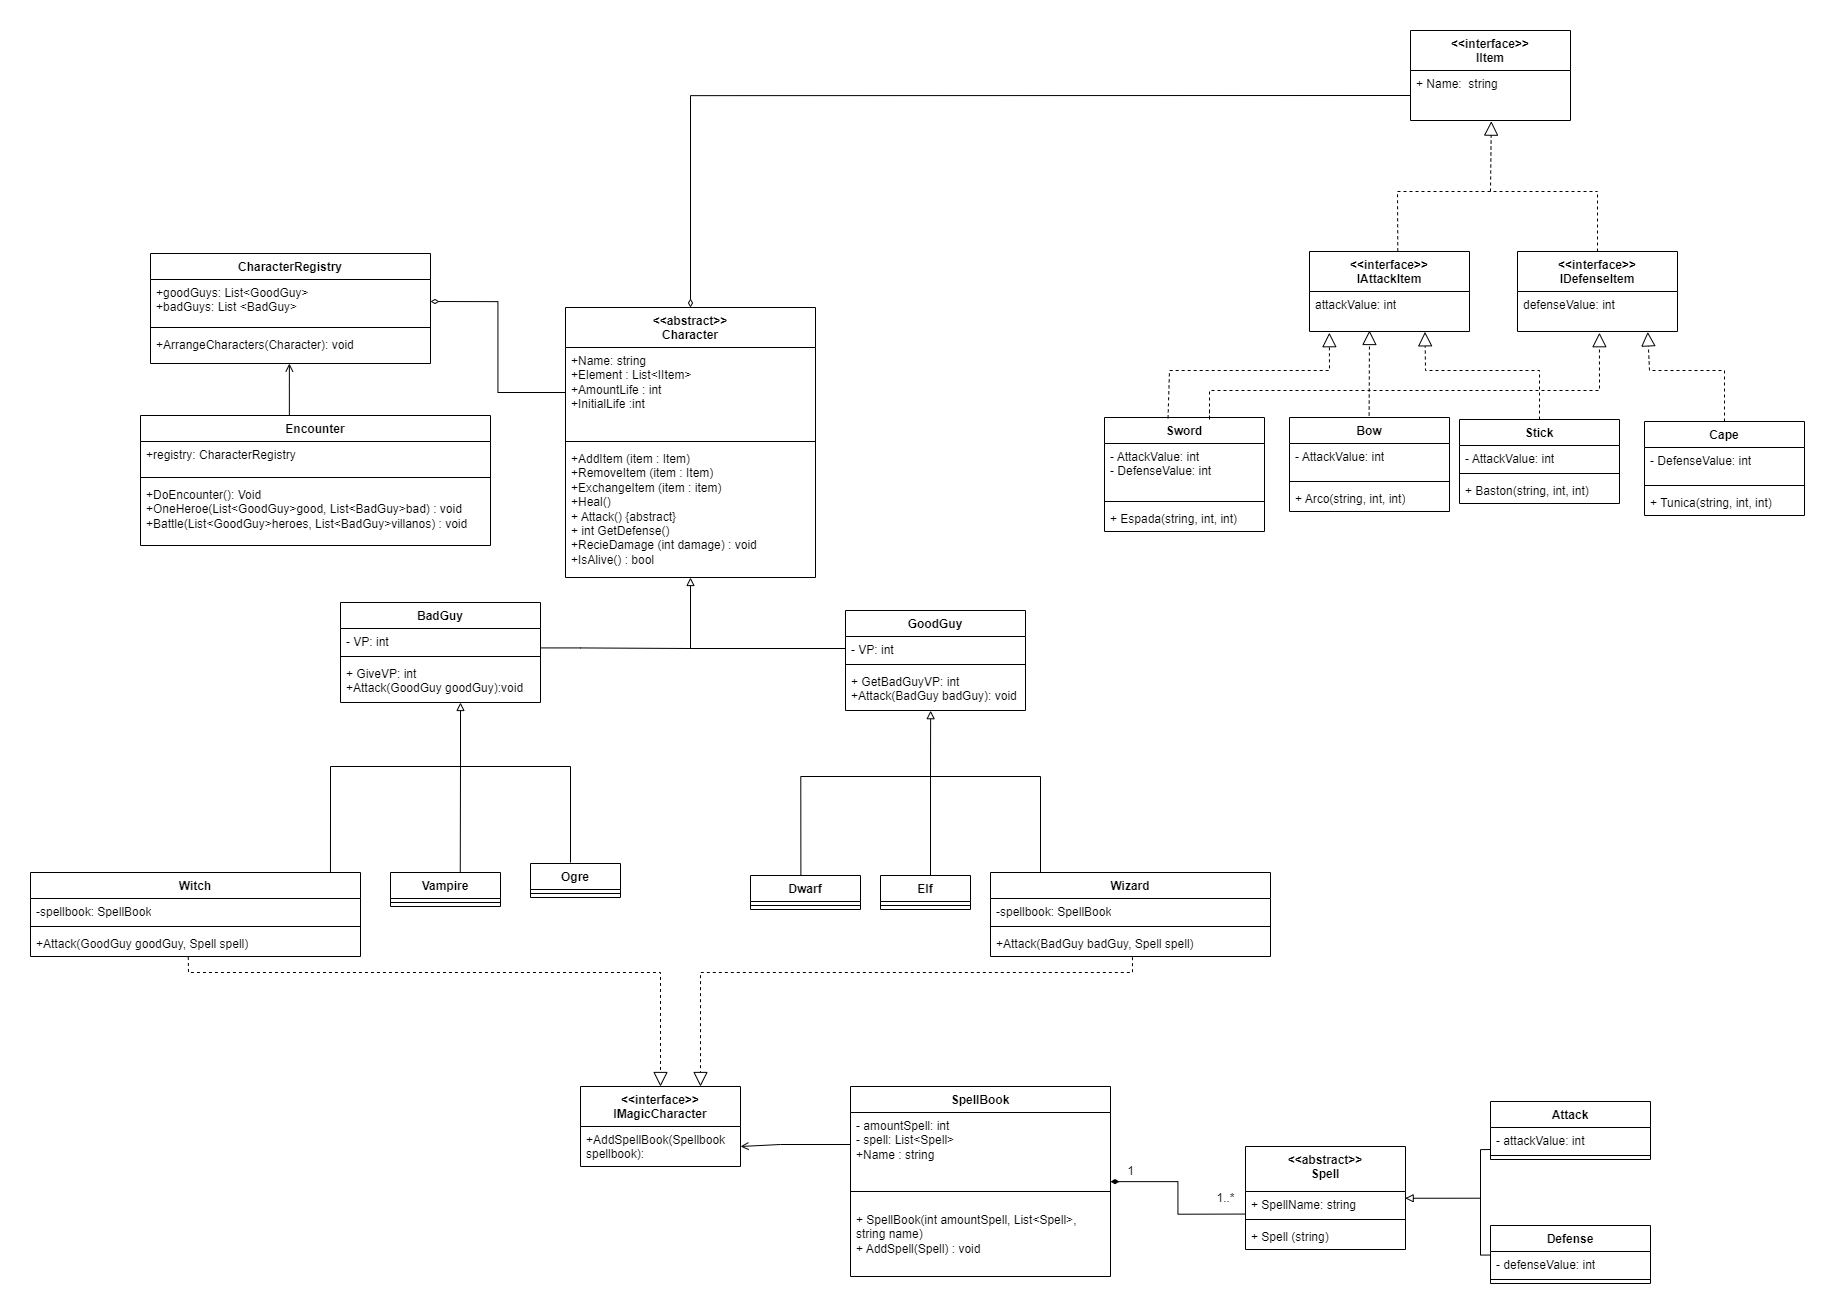 <<interface>>
IItem
+ Name:  string
CharacterRegistry
+goodGuys: List<GoodGuy>
+badGuys: List <BadGuy>
+ArrangeCharacters(Character): void
<<abstract>>
Character
+Name: string
+Element : List<IItem>
+AmountLife : int
+InitialLife :int
+AddItem (item : Item)
+RemoveItem (item : Item)
+ExchangeItem (item : item)
+Heal()
+ Attack() {abstract}
+ int GetDefense()
+RecieDamage (int damage) : void
+IsAlive() : bool
<<interface>>
IAttackItem
attackValue: int
<<interface>>
IDefenseItem
defenseValue: int
Encounter
+registry: CharacterRegistry
+DoEncounter(): Void
+OneHeroe(List<GoodGuy>good, List<BadGuy>bad) : void
+Battle(List<GoodGuy>heroes, List<BadGuy>villanos) : void
Sword
- AttackValue: int
- DefenseValue: int
+ Espada(string, int, int)
Bow
- AttackValue: int
+ Arco(string, int, int)
Stick
- AttackValue: int
+ Baston(string, int, int)
Cape
- DefenseValue: int
+ Tunica(string, int, int)
BadGuy
- VP: int
+ GiveVP: int
+Attack(GoodGuy goodGuy):void
GoodGuy
- VP: int
+ GetBadGuyVP: int
+Attack(BadGuy badGuy): void
Witch
-spellbook: SpellBook
+Attack(GoodGuy goodGuy, Spell spell)
Vampire
Ogre
Dwarf
Elf
Wizard
-spellbook: SpellBook
+Attack(BadGuy badGuy, Spell spell)
<<interface>>
IMagicCharacter
+AddSpellBook(Spellbook
spellbook):
SpellBook
- amountSpell: int
- spell: List<Spell>
+Name : string
+ SpellBook(int amountSpell, List<Spell>,
string name)
+ AddSpell(Spell) : void
1
1..*
<<abstract>>
Spell
+ SpellName: string
+ Spell (string)
Attack
- attackValue: int
Defense
- defenseValue: int